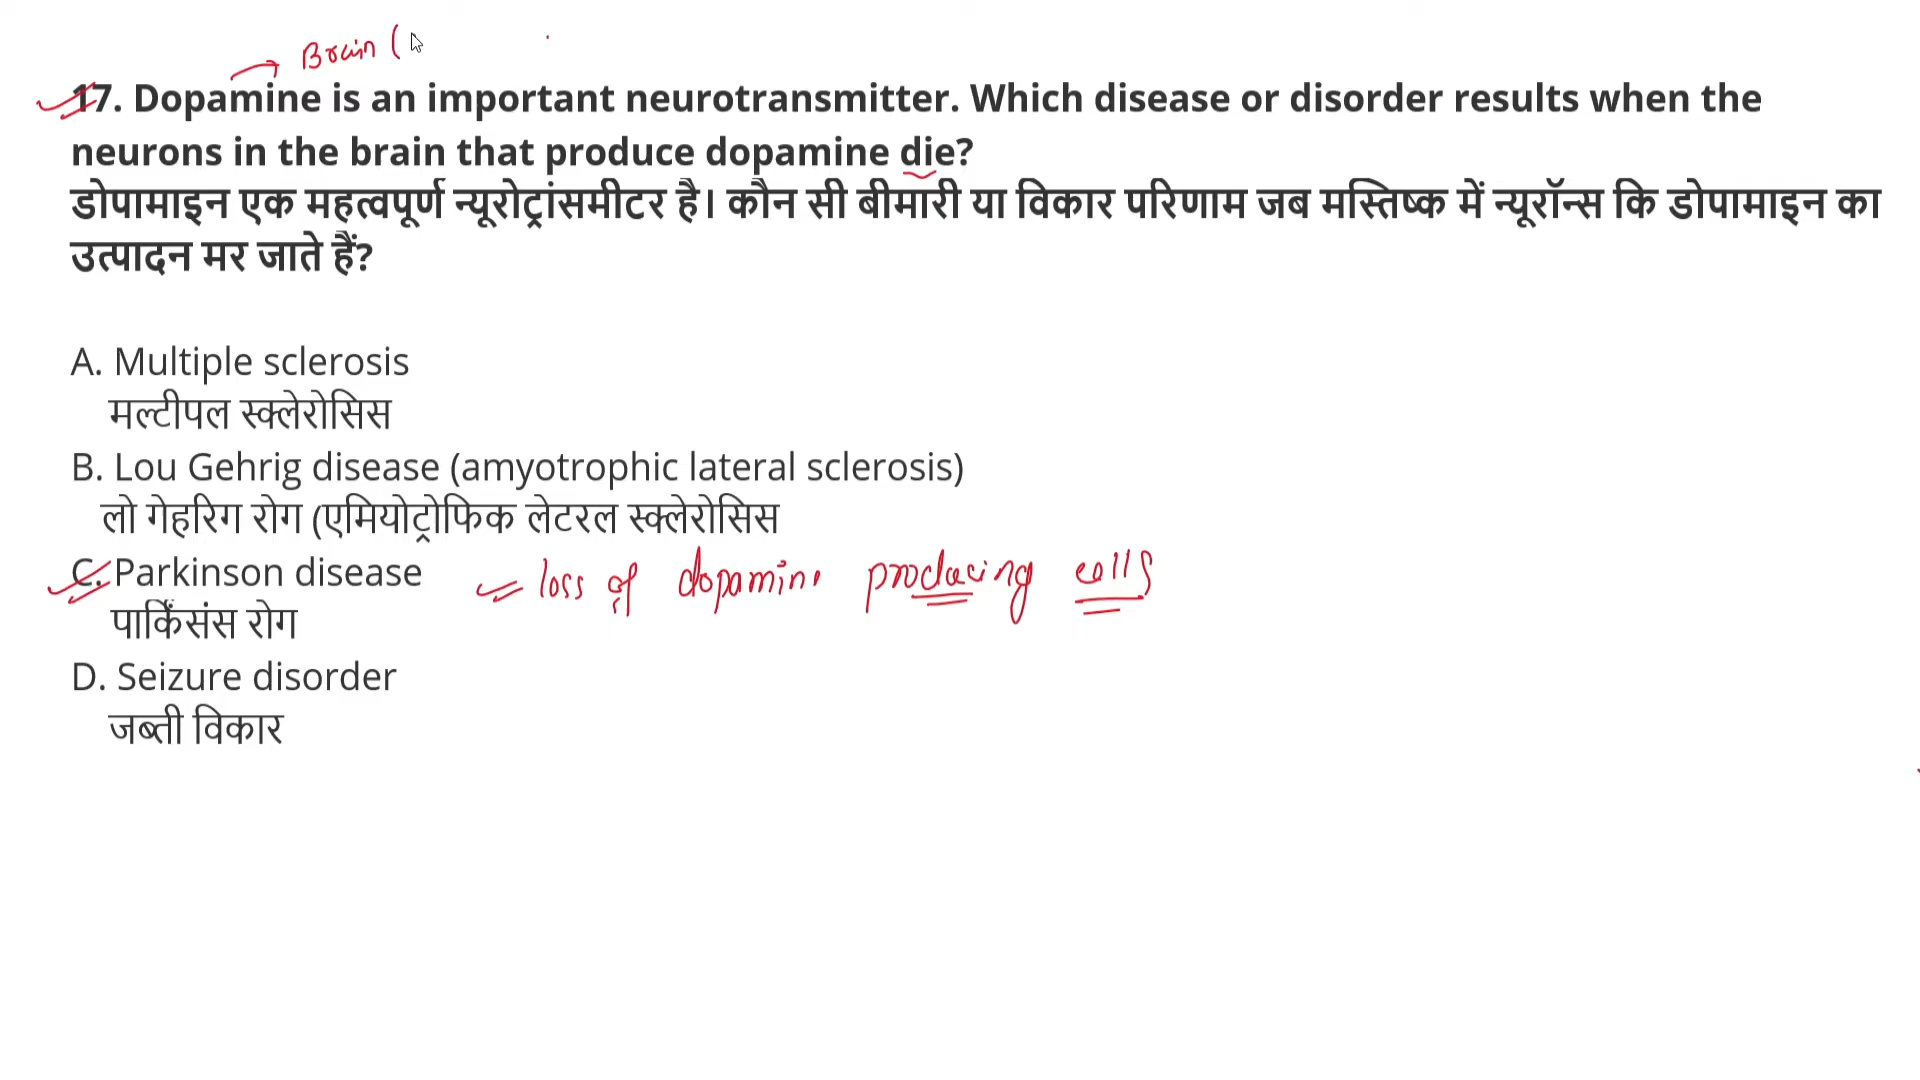 Brain (
17. Dopamine is an important neurotransmitter. Which disease or disorder results when the
neurons in the brain that produce dopamine die?
डोपामाइन एक महत्वपूर्ण न्यूरोट्रांसमीटर है। कौन सी बीमारी या विकार परिणाम जब मस्तिष्क में न्यूरॉन्स कि डोपामाइन का
उत्पादन मर जाते हैं?
A. Multiple sclerosis
मल्टीपल स्क्लेरोसिस
B. Lou Gehrig disease (amyotrophic lateral sclerosis)
लो गेहरिग रोग (एमियोट्रोफिक लेटरल स्क्लेरोसिस
C. Parkinson disease loss of dopamine producing cells
पार्किंसंस रोग
D. Seizure disorder
जब्ती विकार